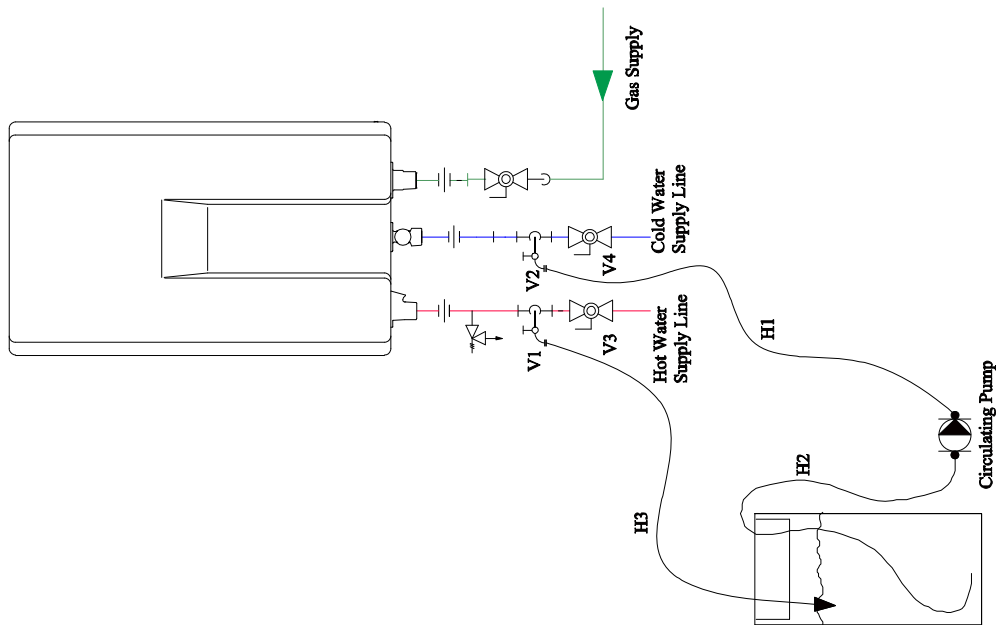 Gas Supply
Cold Water
Supply Line
Hot Water
Supply Line
V2
V4
V1
V3
H1
H2
H3
Circulating Pump